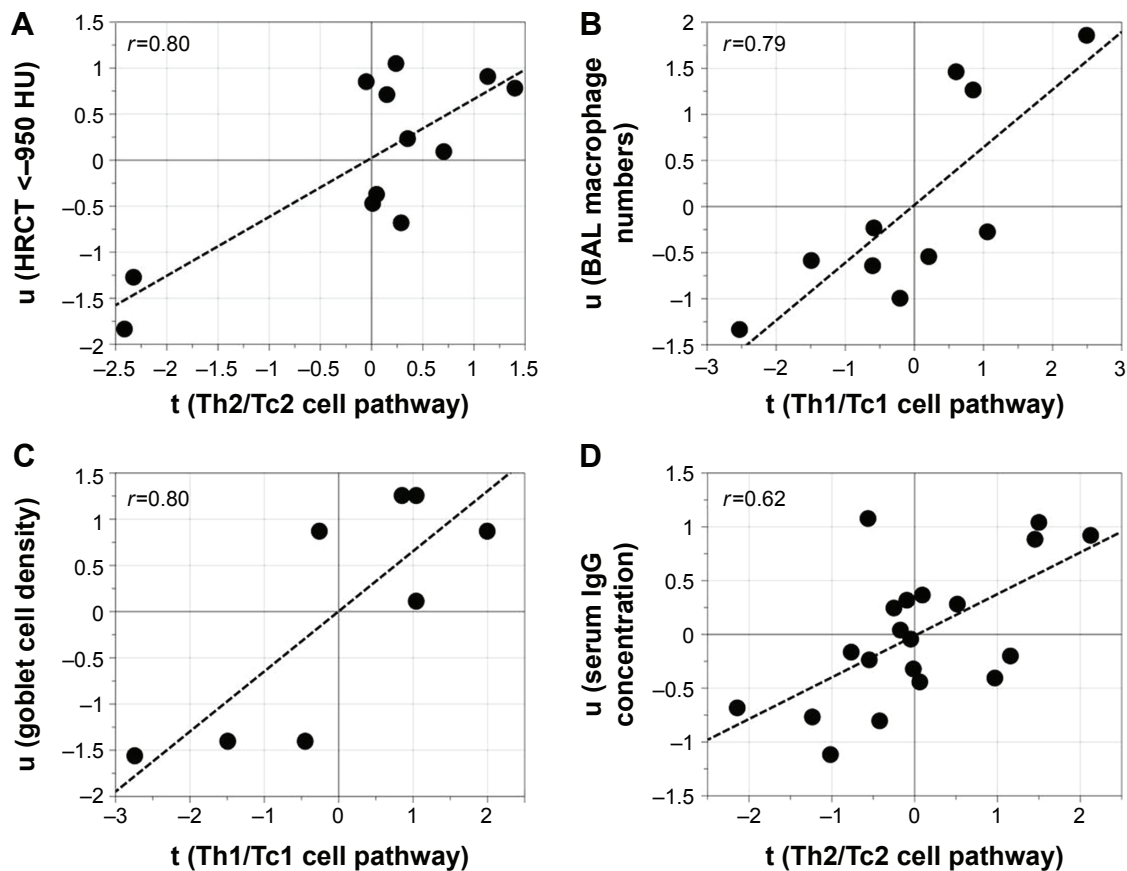 A
r=0.80
u (HRCT <–950 HU)
1.5
1
0.5
0
–0.5
–1
–1.5
–2
–2.5 –2 –1.5 –1 –0.5 0 0.5 1 1.5
t (Th2/Tc2 cell pathway)
B
r=0.79
u (BAL macrophage
numbers)
2
1.5
1
0.5
0
–0.5
–1
–1.5
–3 –2 –1 0 1 2 3
t (Th1/Tc1 cell pathway)
C
r=0.80
u (goblet cell density)
1.5
1
0.5
0
–0.5
–1
–1.5
–2
–3 –2 –1 0 1 2
t (Th1/Tc1 cell pathway)
D
r=0.62
u (serum IgG
concentration)
1.5
1
0.5
0
–0.5
–1
–1.5
–2 –1 0 1 2
t (Th2/Tc2 cell pathway)